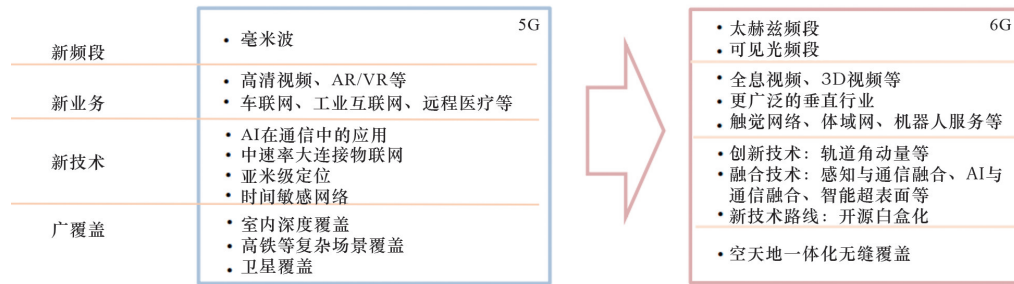 5G
6G
新频段
• 毫米波
• 太赫兹频段
• 可见光频段
新业务
• 高清视频、AR/VR等
• 车联网、工业互联网、远程医疗等
• 全息视频、3D视频等
• 更广泛的垂直行业
• 触觉网络、体域网、机器人服务等
新技术
• AI在通信中的应用
• 中速率大连接物联网
• 亚米级定位
• 时间敏感网络
• 创新技术：轨道角动量等
• 融合技术：感知与通信融合、AI与
通信融合、智能超表面等
• 新技术路线：开源白盒化
广覆盖
• 室内深度覆盖
• 高铁等复杂场景覆盖
• 卫星覆盖
• 空天地一体化无缝覆盖